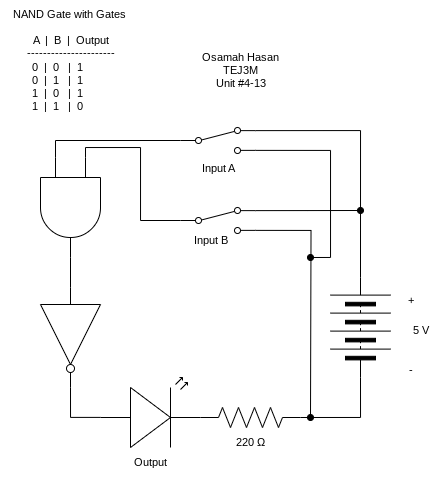 NAND Gate with Gates
A | B | Output
-----------------------
0 | 0 | 1
0 | 1 | 1
1 | 0 | 1
1 | 1 | 0
Osamah Hasan
TEJ3M
Unit #4-13
Input A
Input B
+
5 V
-
220 Ω
Output